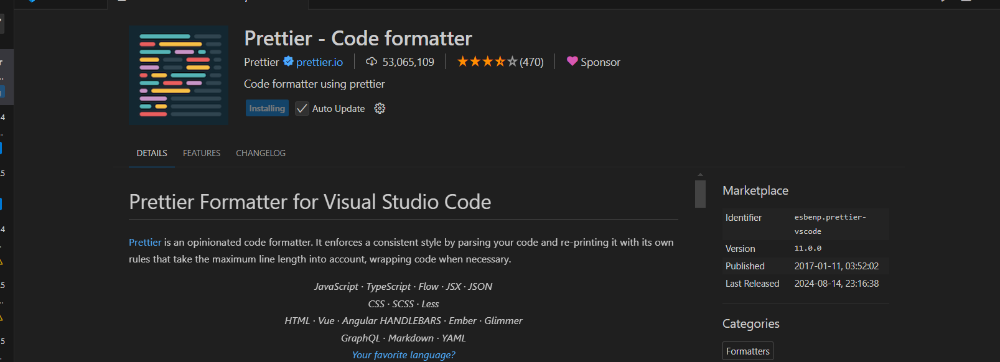 Prettier - Code formatter
Prettier prettier.io 53,065,109 (470) Sponsor
Code formatter using prettier
Installing Auto Update
DETAILS FEATURES CHANGELOG
Prettier Formatter for Visual Studio Code
Prettier is an opinionated code formatter. It enforces a consistent style by parsing your code and re-printing it with its own
rules that take the maximum line length into account, wrapping code when necessary.
JavaScript · TypeScript · Flow · JSX · JSON
CSS · SCSS · Less
HTML · Vue · Angular HANDLEBARS · Ember · Glimmer
GraphQL · Markdown · YAML
Your favorite language?
Marketplace
Identifier esbenp.prettier-
vscode
Version 11.0.0
Published 2017-01-11, 03:52:02
Last Released 2024-08-14, 23:16:38
Categories
Formatters